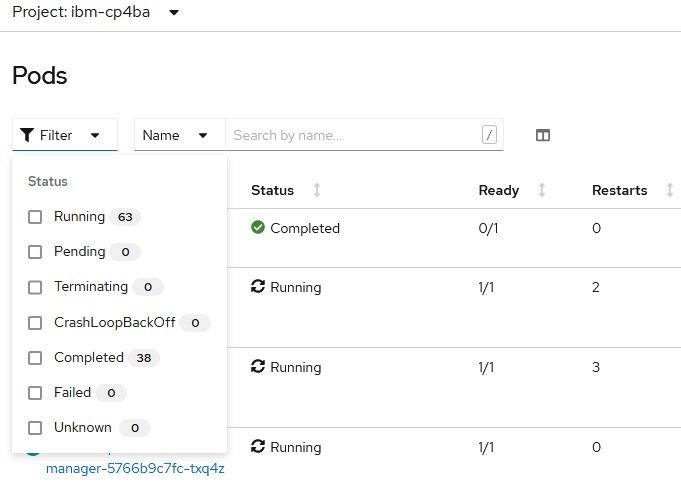 Project: ibm-cp4ba
Pods
Filter Name Search by name... /
Status
Running 63
Pending 0
Terminating 0
CrashLoopBackOff 0
Completed 38
Failed 0
Unknown 0
Status Ready Restarts
Completed 0/1 0
Running 1/1 2
Running 1/1 3
Running 1/1 0
manager-5766b9c7fc-txq4z